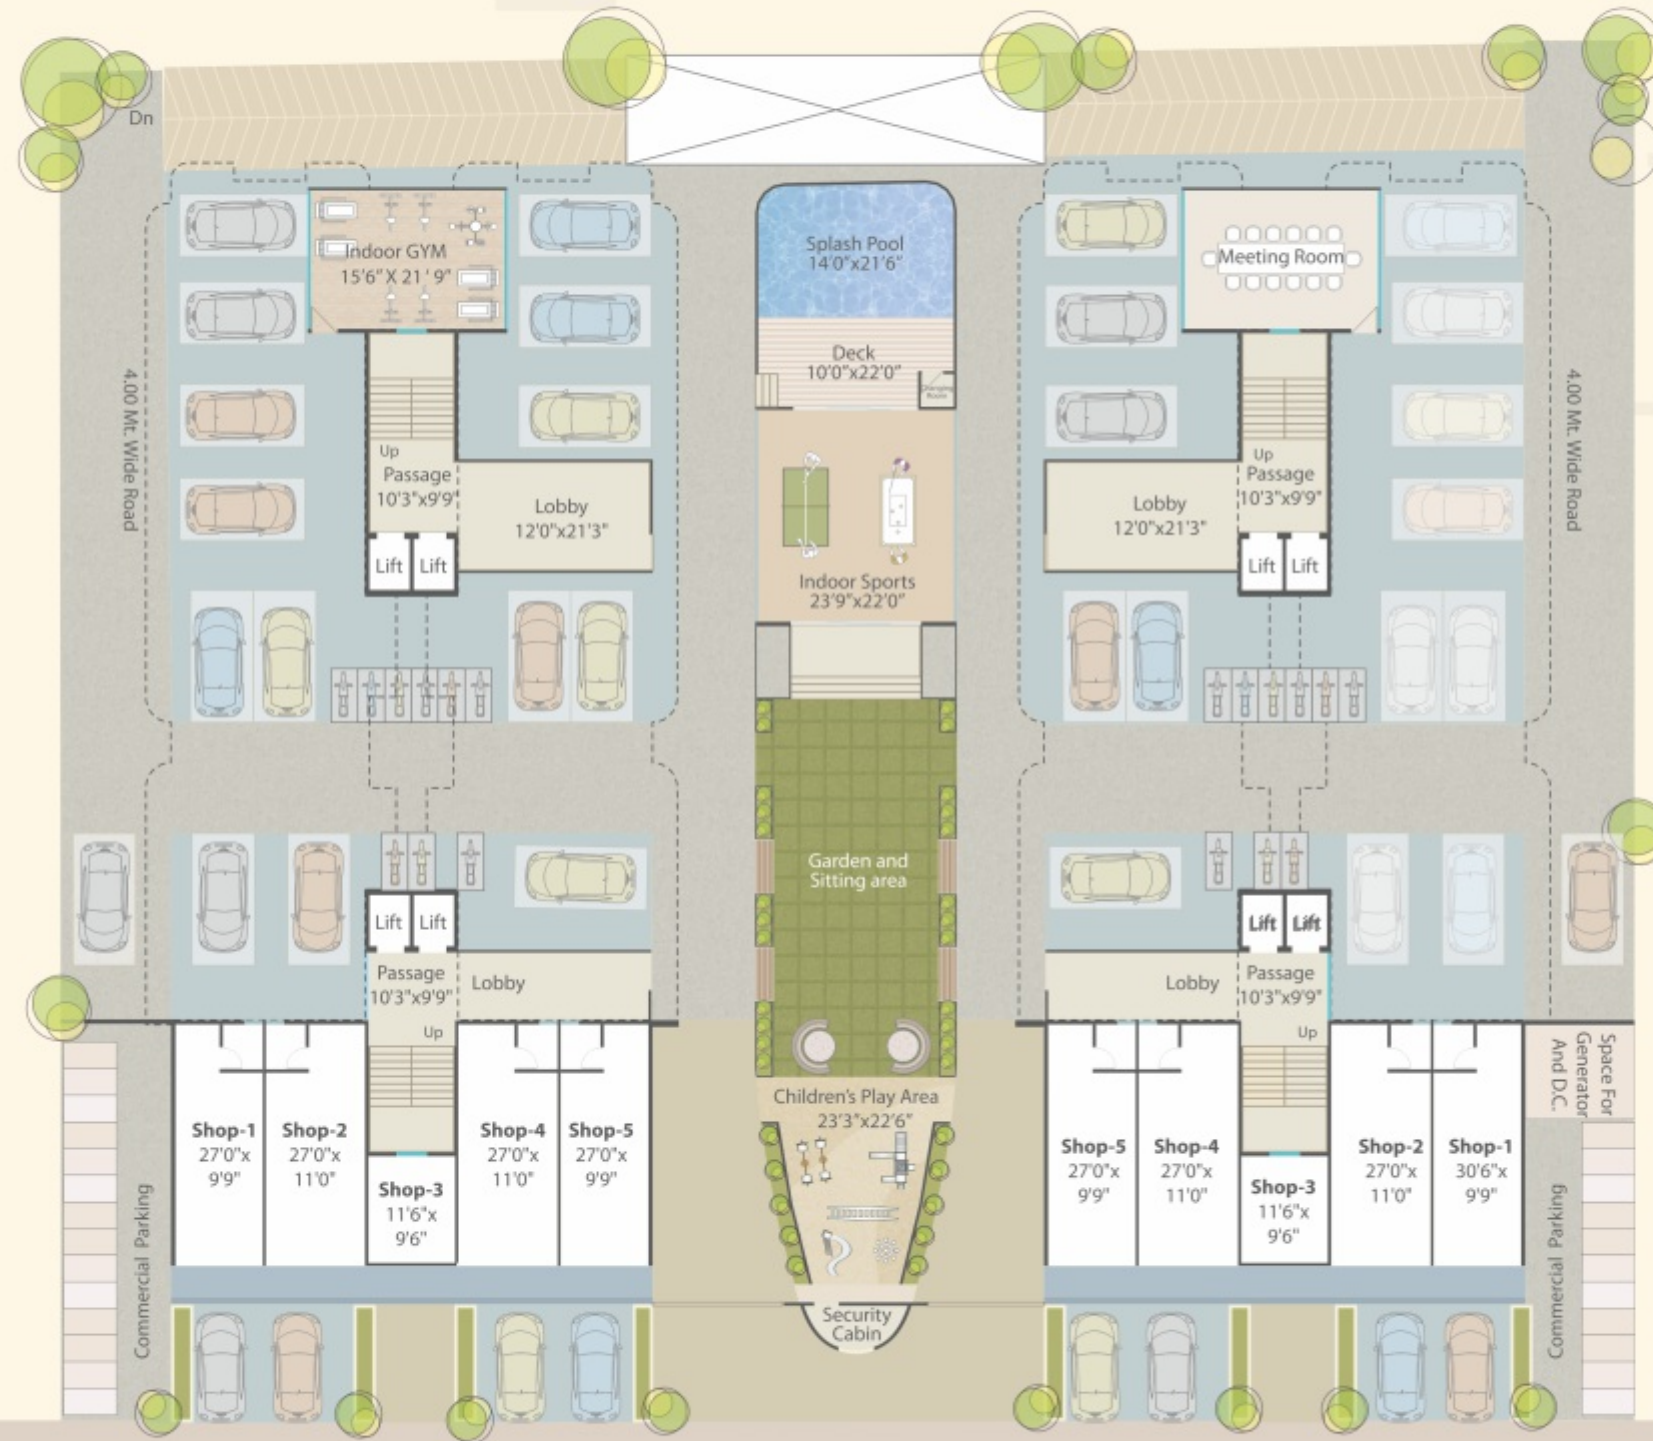 Dn
Indoor GYM
15'6" X 21 ' 9"
Splash Pool
14'0"x21'6"
Meeting Room
Deck
10'0"x22'0"
Changing
Room
4.00 Mt. Wide Road
4.00 Mt. Wide Road
Up
Passage
10'3"x9'9"
Lobby
12'0"x21'3"
Lift
Lift
Indoor Sports
23'9"x22'0"
Lobby
12'0"x21'3"
Up
Passage
10'3"x9'9"
Lift
Lift
Garden and
Sitting area
Lift
Lift
Passage
10'3"x9'9"
Lobby
Up
Lift
Lift
Lobby
Passage
10'3"x9'9"
Up
Space For
Generator
And D.C.
Children's Play Area
23'3"x22'6"
Shop-1
27'0"x
9'9"
Shop-2
27'0"x
11'0"
Shop-3
11'6"x
9'6"
Shop-4
27'0"x
11'0"
Shop-5
27'0"x
9'9"
Shop-5
27'0"x
9'9"
Shop-4
27'0"x
11'0"
Shop-3
11'6"x
9'6"
Shop-2
27'0"x
11'0"
Shop-1
30'6"x
9'9"
Commercial Parking
Commercial Parking
Security
Cabin